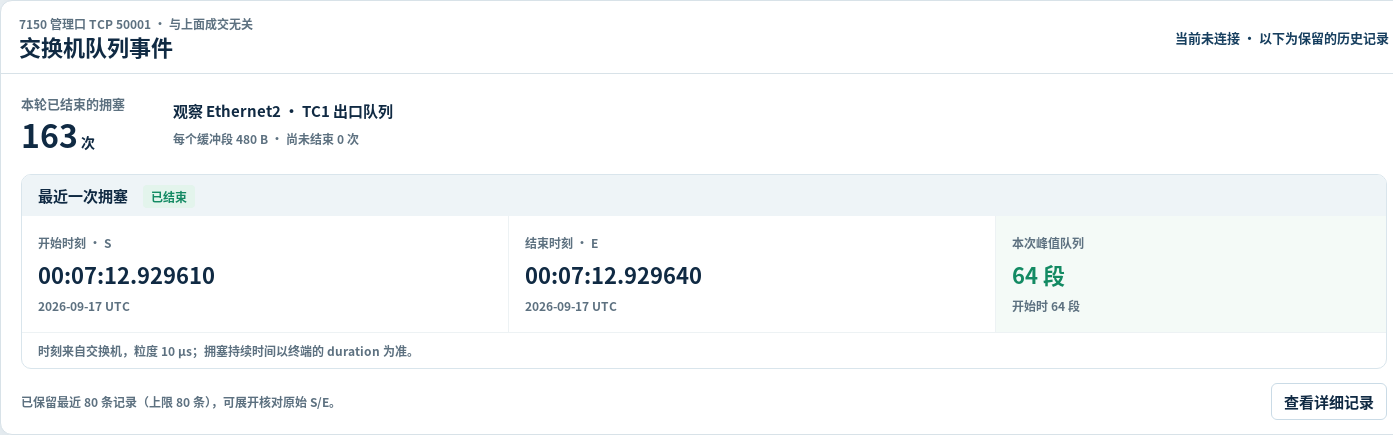 7150 管理口 TCP 50001 · 与上面成交无关
交换机队列事件
当前未连接 · 以下为保留的历史记录
本轮已结束的拥塞
163 次
观察 Ethernet2 · TC1 出口队列
每个缓冲段 480 B · 尚未结束 0 次
最近一次拥塞 已结束
开始时刻 · S
00:07:12.929610
2026-09-17 UTC
结束时刻 · E
00:07:12.929640
2026-09-17 UTC
本次峰值队列
64 段
开始时 64 段
时刻来自交换机，粒度 10 μs；拥塞持续时间以终端的 duration 为准。
已保留最近 80 条记录（上限 80 条），可展开核对原始 S/E。
查看详细记录